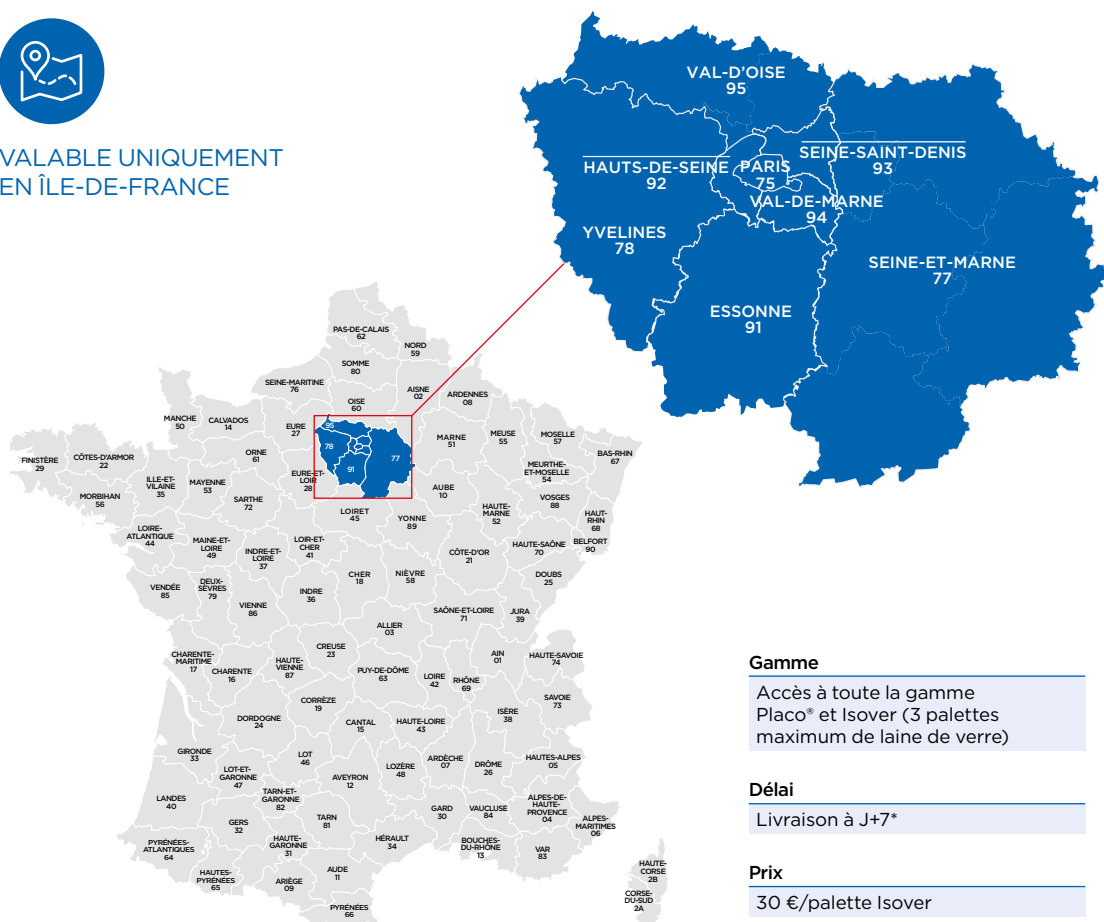 VALABLE UNIQUEMENT
EN ÎLE-DE-FRANCE
VAL-D'OISE
95
HAUTS-DE-SEINE
92
PARIS
75
SEINE-SAINT-DENIS
93
VAL-DE-MARNE
94
YVELINES
78
SEINE-ET-MARNE
77
ESSONNE
91
PAS-DE-CALAIS
62
NORD
59
SOMME
80
SEINE-MARITIME
76
AISNE
02
ARDENNES
08
OISE
60
MANCHE
50
CALVADOS
14
EURE
27
95
78
91
77
MARNE
51
MEUSE
55
MOSELLE
57
BAS-RHIN
67
FINISTÈRE
29
CÔTES-D'ARMOR
22
ORNE
61
EURE-ET-
LOIR
28
MEURTHE-
ET-MOSELLE
54
MORBIHAN
56
ILLE-ET-
VILAINE
35
MAYENNE
53
SARTHE
72
AUBE
10
HAUTE-
MARNE
52
VOSGES
88
HAUT-
RHIN
68
LOIRET
45
YONNE
89
LOIRE-
ATLANTIQUE
44
MAINE-ET-
LOIRE
49
INDRE-ET-
LOIRE
37
LOIR-ET-
CHER
41
CÔTE-D'OR
21
HAUTE-SAÔNE
70
BELFORT
90
VENDÉE
85
DEUX-
SÈVRES
79
VIENNE
86
INDRE
36
CHER
18
NIÈVRE
58
DOUBS
25
SAÔNE-ET-LOIRE
71
JURA
39
ALLIER
03
CHARENTE-
MARITIME
17
CHARENTE
16
HAUTE-
VIENNE
87
CREUSE
23
PUY-DE-DÔME
63
LOIRE
42
RHÔNE
69
AIN
01
HAUTE-SAVOIE
74
SAVOIE
73
CORRÈZE
19
DORDOGNE
24
CANTAL
15
HAUTE-LOIRE
43
ISÈRE
38
GIRONDE
33
LOT-ET-
GARONNE
47
LOT
46
AVEYRON
12
LOZÈRE
48
ARDÈCHE
07
DRÔME
26
HAUTES-ALPES
05
LANDES
40
TARN-ET-
GARONNE
82
GERS
32
TARN
81
GARD
30
VAUCLUSE
84
ALPES-DE-
HAUTE-
PROVENCE
04
ALPES-
MARITIMES
06
PYRÉNÉES-
ATLANTIQUES
64
HAUTE-
GARONNE
31
HÉRAULT
34
BOUCHES-
DU-RHÔNE
13
VAR
83
HAUTES-
PYRÉNÉES
65
ARIÈGE
09
AUDE
11
PYRÉNÉES
66
HAUTE-
CORSE
2B
CORSE-
DU-SUD
2A
Gamme
Accès à toute la gamme
Placo® et Isover (3 palettes
maximum de laine de verre)
Délai
Livraison à J+7*
Prix
30 €/palette Isover